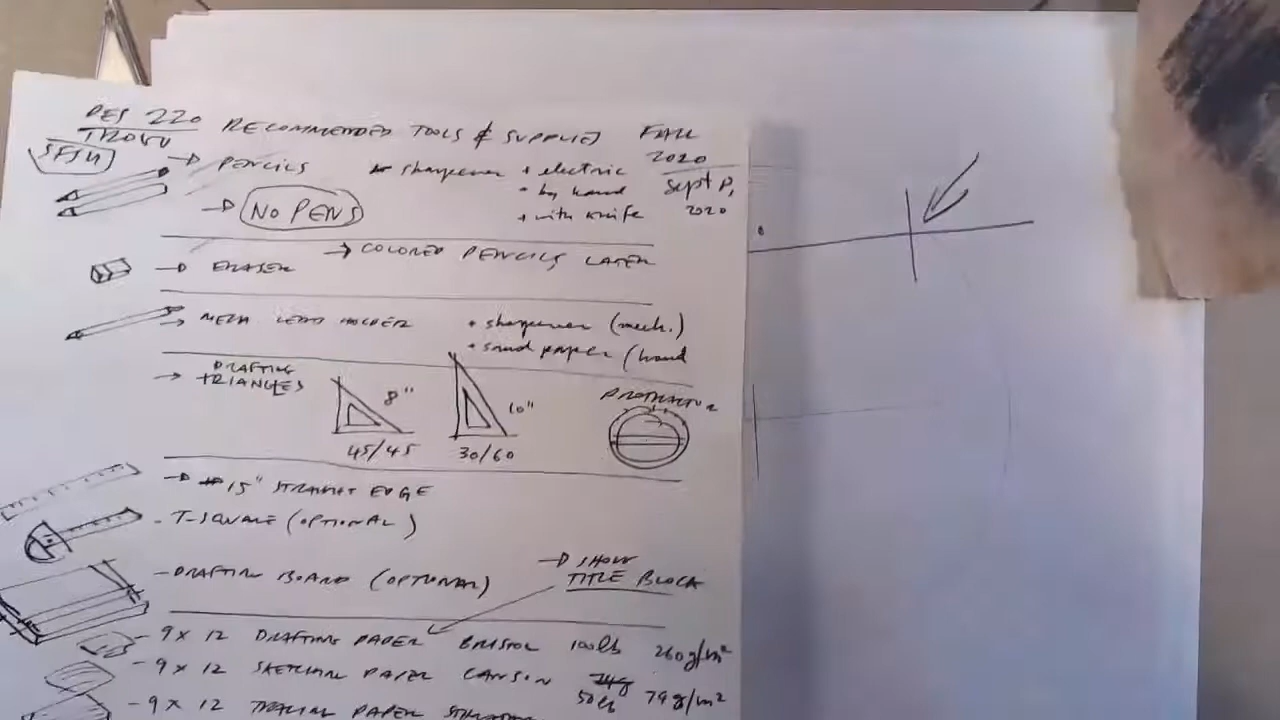 DES 220 RECOMMENDED TOOLS & SUPPLIES FALL
2020
SFSU → PENCILS sharpener • electric Sept 8,
• by hand 2020
→ NO PENS • with knife
→ COLORED PENCILS LATER
→ ERASER
→ LEAD HOLDER • sharpener (mech.)
• sand paper (hand
→ DRAFTING TRIANGLES 8" 10" PROTRACTOR
45/45 30/60
→ 15" STRAIGHT EDGE
- T-SQUARE (OPTIONAL)
→ SHOW
- DRAFTING BOARD (OPTIONAL) TITLE BLOCK
- 9 x 12 DRAFTING PAPER BRISTOL 100lb 260g/m²
- 9 x 12 SKETCHING PAPER CANSON 50lb 74g/m²
- 9 x 12 TRACING PAPER